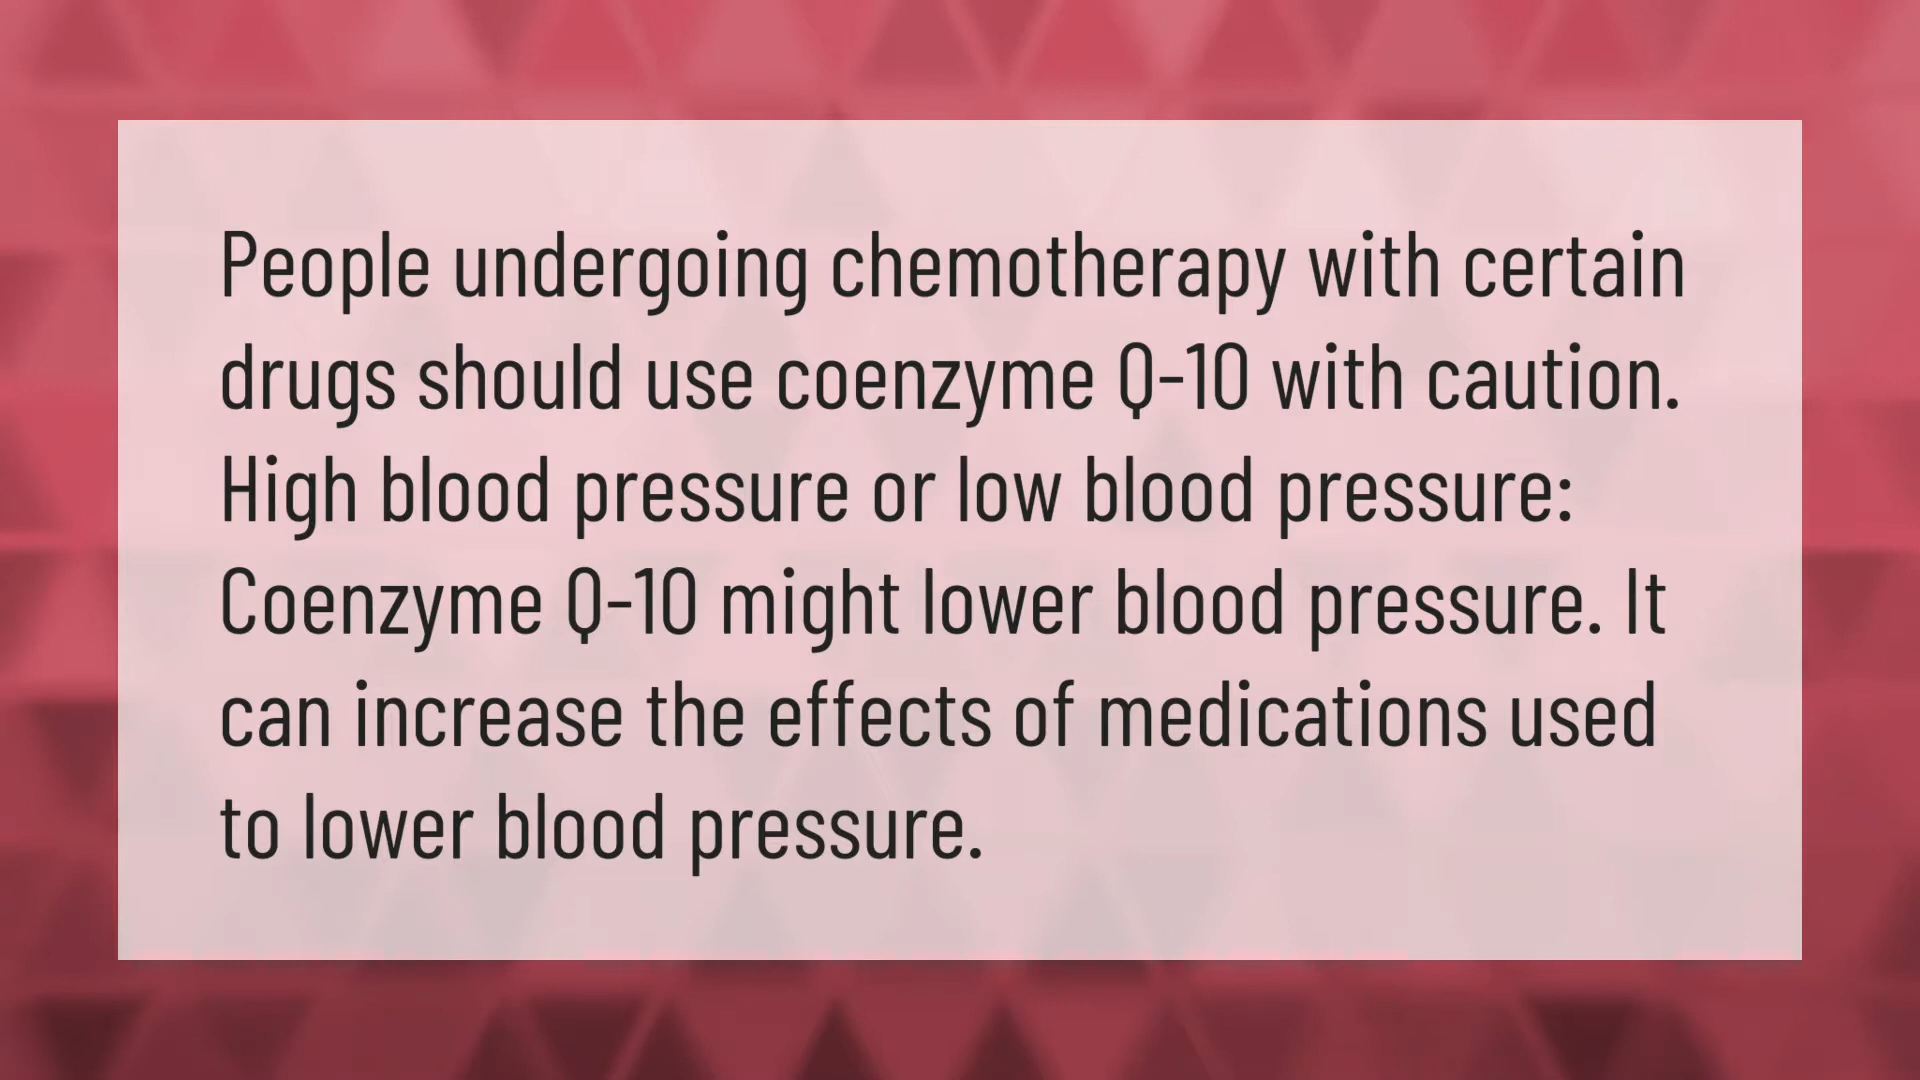 People undergoing chemotherapy with certain
drugs should use coenzyme Q-10 with caution.
High blood pressure or low blood pressure:
Coenzyme Q-10 might lower blood pressure. It
can increase the effects of medications used
to lower blood pressure.